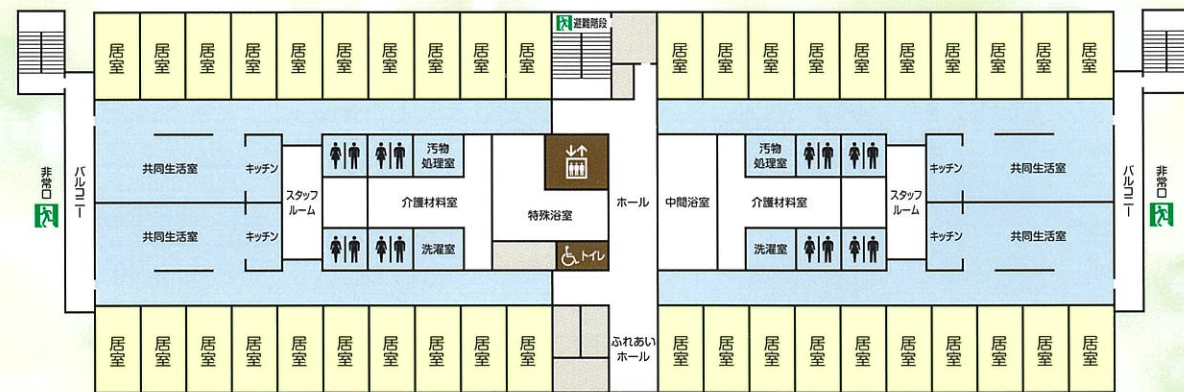 避難階段
居室 居室 居室 居室 居室 居室 居室 居室 居室 居室
居室 居室 居室 居室 居室 居室 居室 居室 居室 居室
非常口
バルコニー
共同生活室
キッチン
共同生活室
キッチン
スタッフ
ルーム
汚物
処理室
介護材料室
洗濯室
特殊浴室
トイレ
ホール
中間浴室
汚物
処理室
介護材料室
洗濯室
スタッフ
ルーム
キッチン
共同生活室
キッチン
共同生活室
バルコニー
非常口
居室 居室 居室 居室 居室 居室 居室 居室 居室 居室
ふれあい
ホール
居室 居室 居室 居室 居室 居室 居室 居室 居室 居室